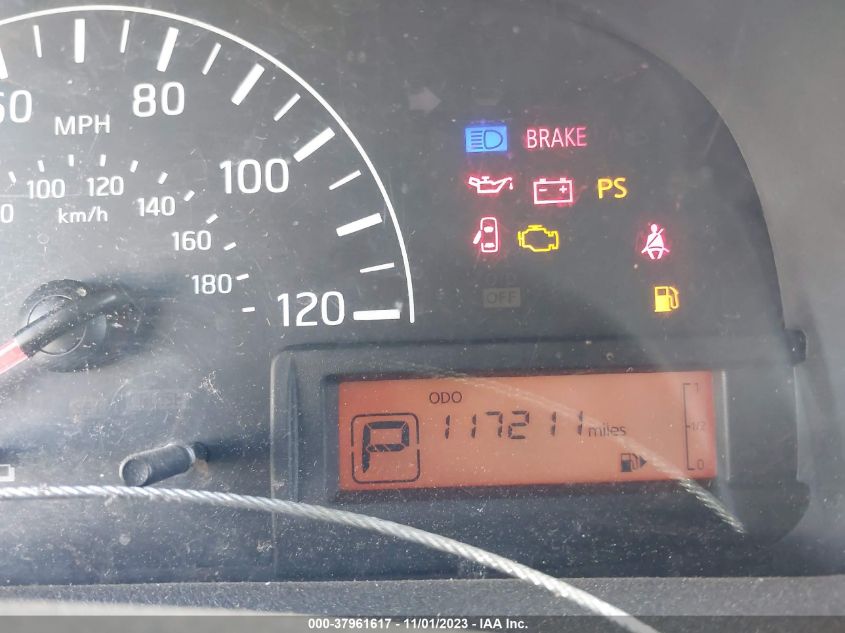 80
MPH
100
120
km/h
100 120 140 160 180
BRAKE
PS
OFF
ODO
117211 miles
P
1
1/2
0
000-37961617 - 11/01/2023 - IAA Inc.